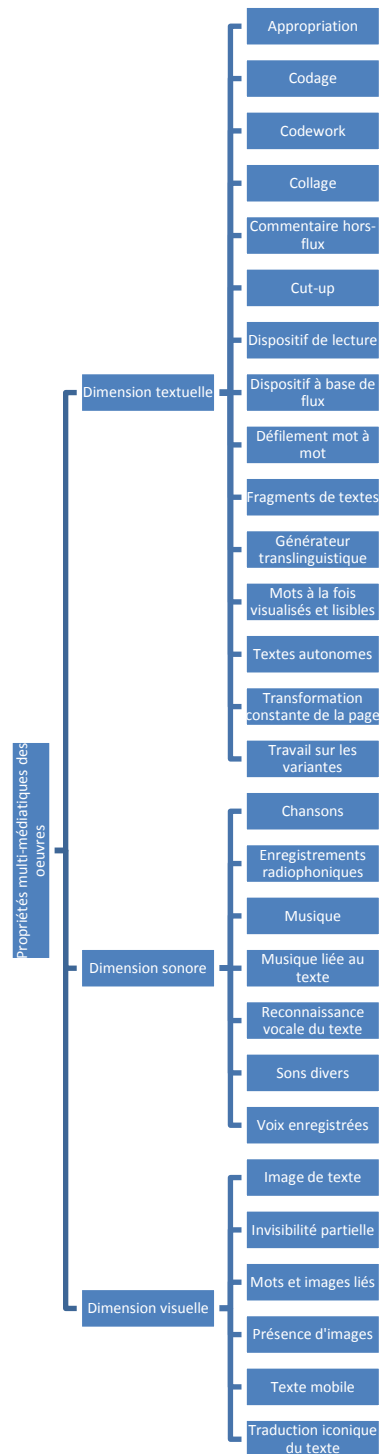 Propriétés multi-médiatiques des
oeuvres
Dimension textuelle
Appropriation
Codage
Codework
Collage
Commentaire hors-
flux
Cut-up
Dispositif de lecture
Dispositif à base de
flux
Défilement mot à
mot
Fragments de textes
Générateur
translinguistique
Mots à la fois
visualisés et lisibles
Textes autonomes
Transformation
constante de la page
Travail sur les
variantes
Dimension sonore
Chansons
Enregistrements
radiophoniques
Musique
Musique liée au
texte
Reconnaissance
vocale du texte
Sons divers
Voix enregistrées
Dimension visuelle
Image de texte
Invisibilité partielle
Mots et images liés
Présence d'images
Texte mobile
Traduction iconique
du texte